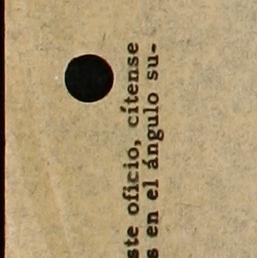 ste oficio, cítense
s en el ángulo su-